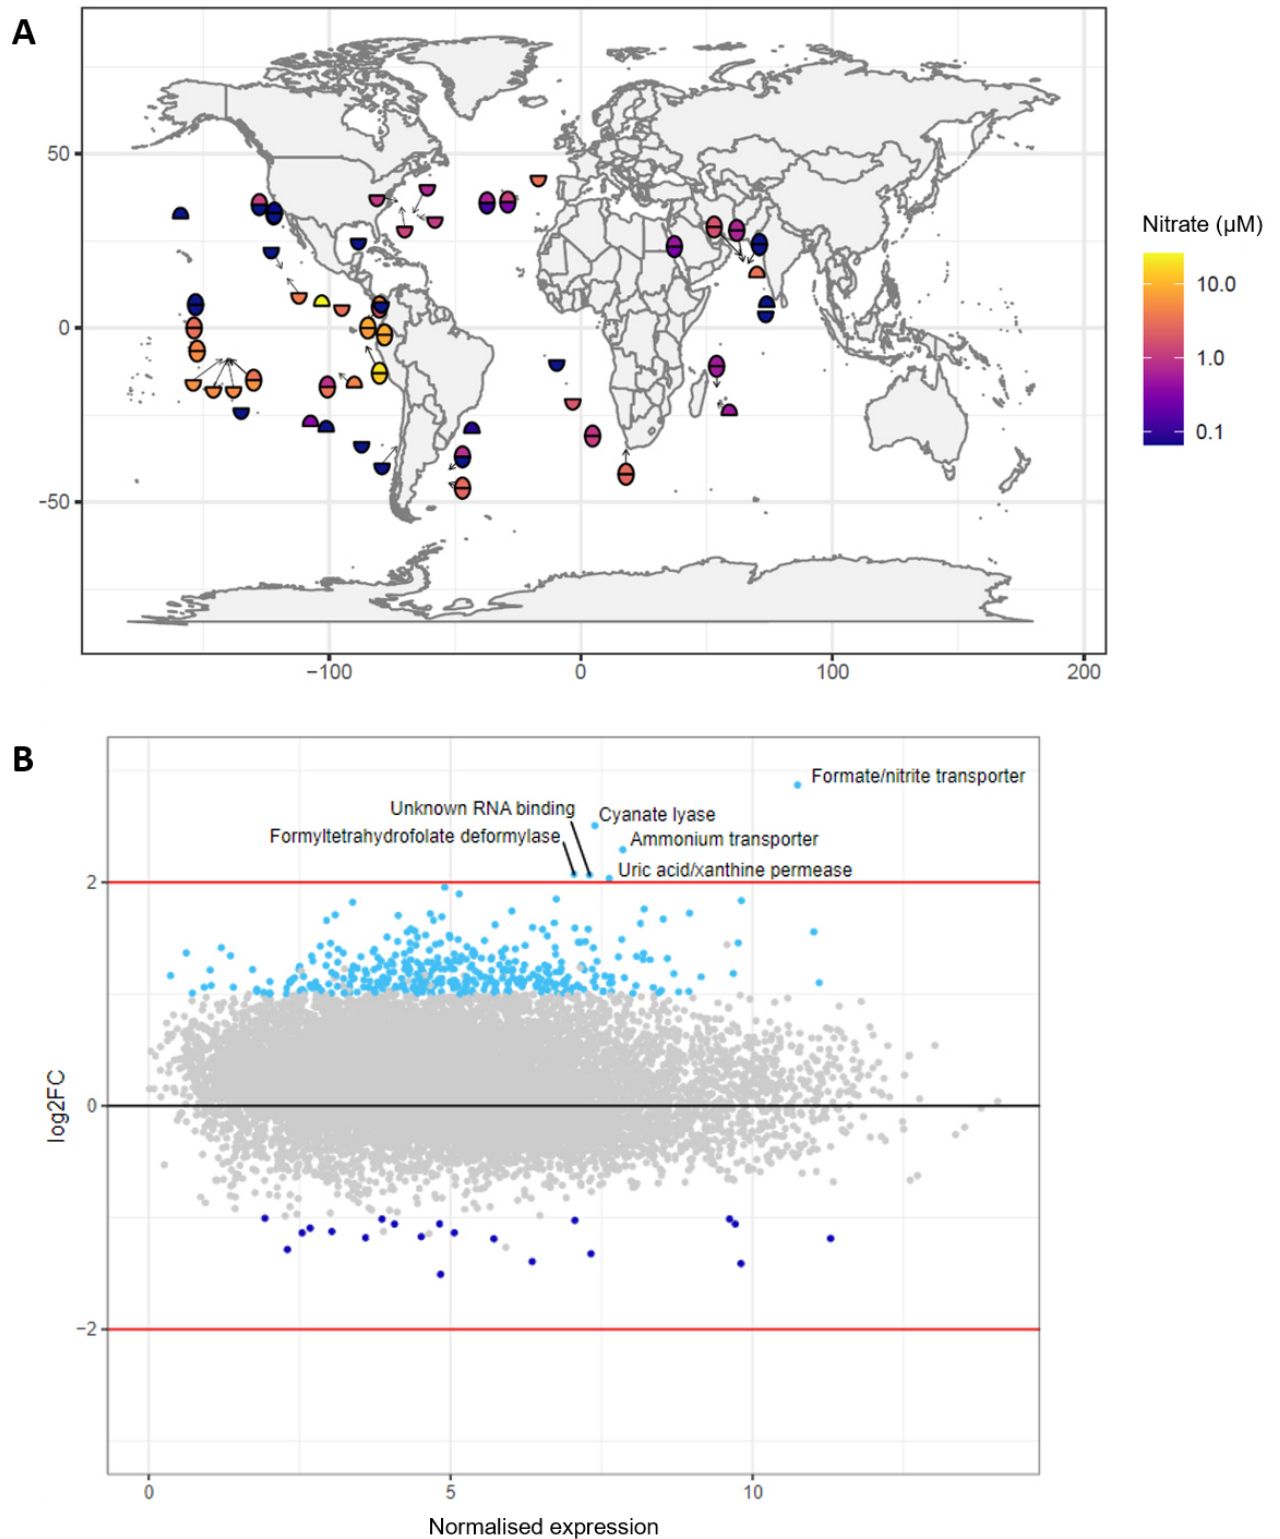 A
50
0
−50
−100
0
100
200
Nitrate (µM)
10.0
1.0
0.1
B
Formate/nitrite transporter
Unknown RNA binding
Cyanate lyase
Formyltetrahydrofolate deformylase
Ammonium transporter
Uric acid/xanthine permease
2
0
−2
log2FC
0
5
10
Normalised expression